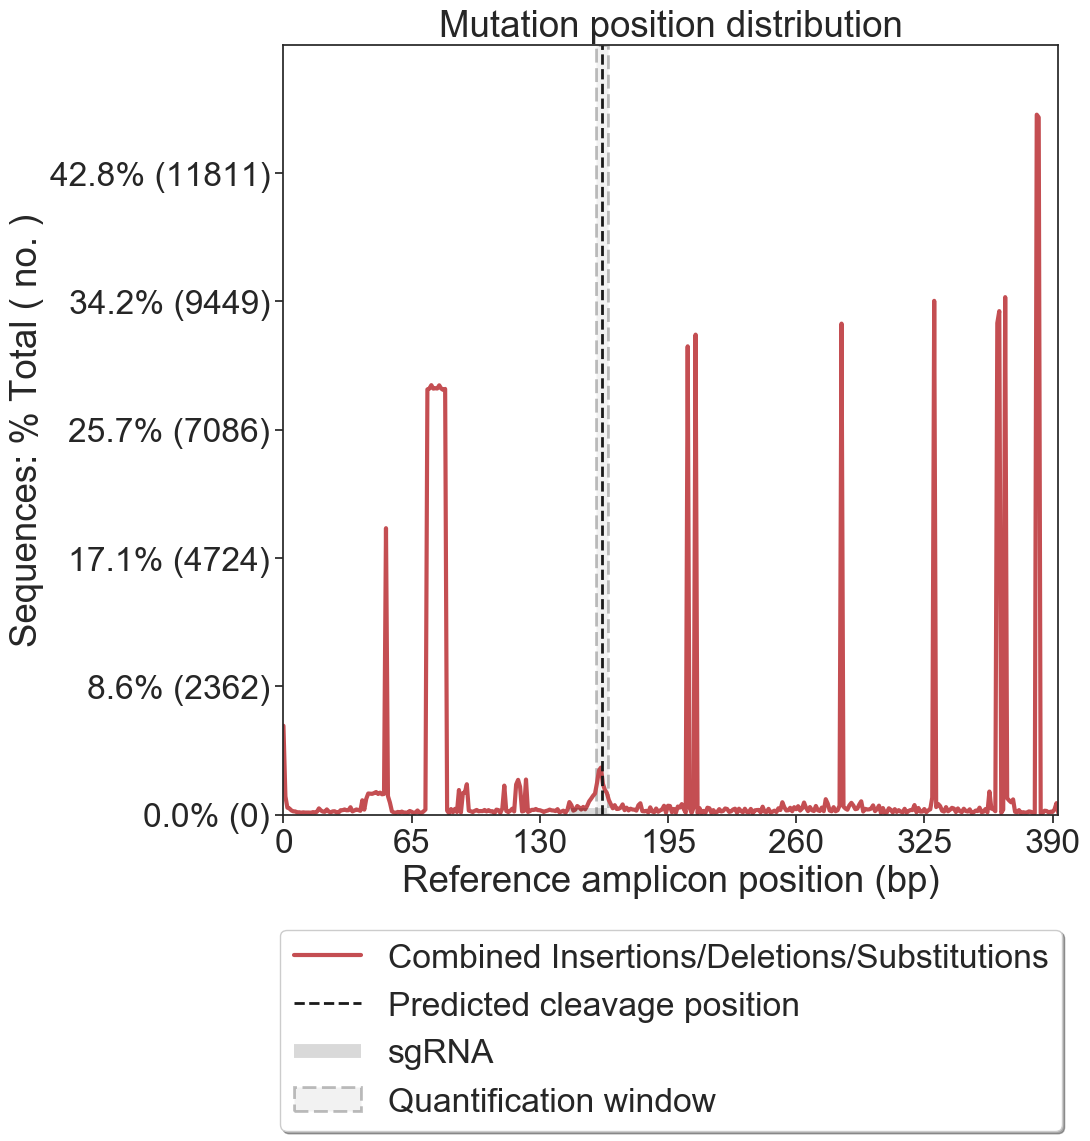 Mutation position distribution
Sequences: % Total ( no. )
42.8% (11811)
34.2% (9449)
25.7% (7086)
17.1% (4724)
8.6% (2362)
0.0% (0)
0 65 130 195 260 325 390
Reference amplicon position (bp)
Combined Insertions/Deletions/Substitutions
Predicted cleavage position
sgRNA
Quantification window